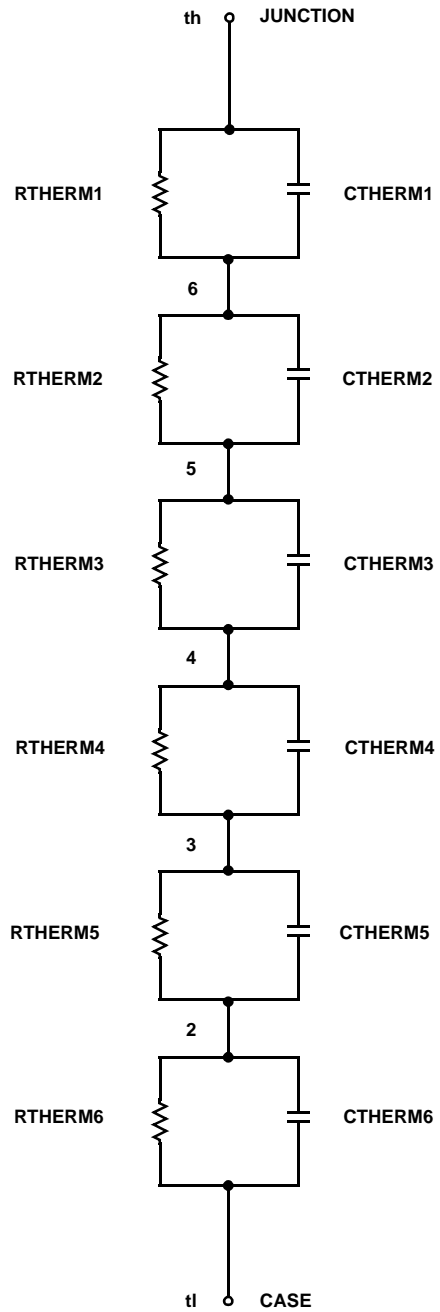 th JUNCTION
RTHERM1 CTHERM1
6
RTHERM2 CTHERM2
5
RTHERM3 CTHERM3
4
RTHERM4 CTHERM4
3
RTHERM5 CTHERM5
2
RTHERM6 CTHERM6
tl CASE